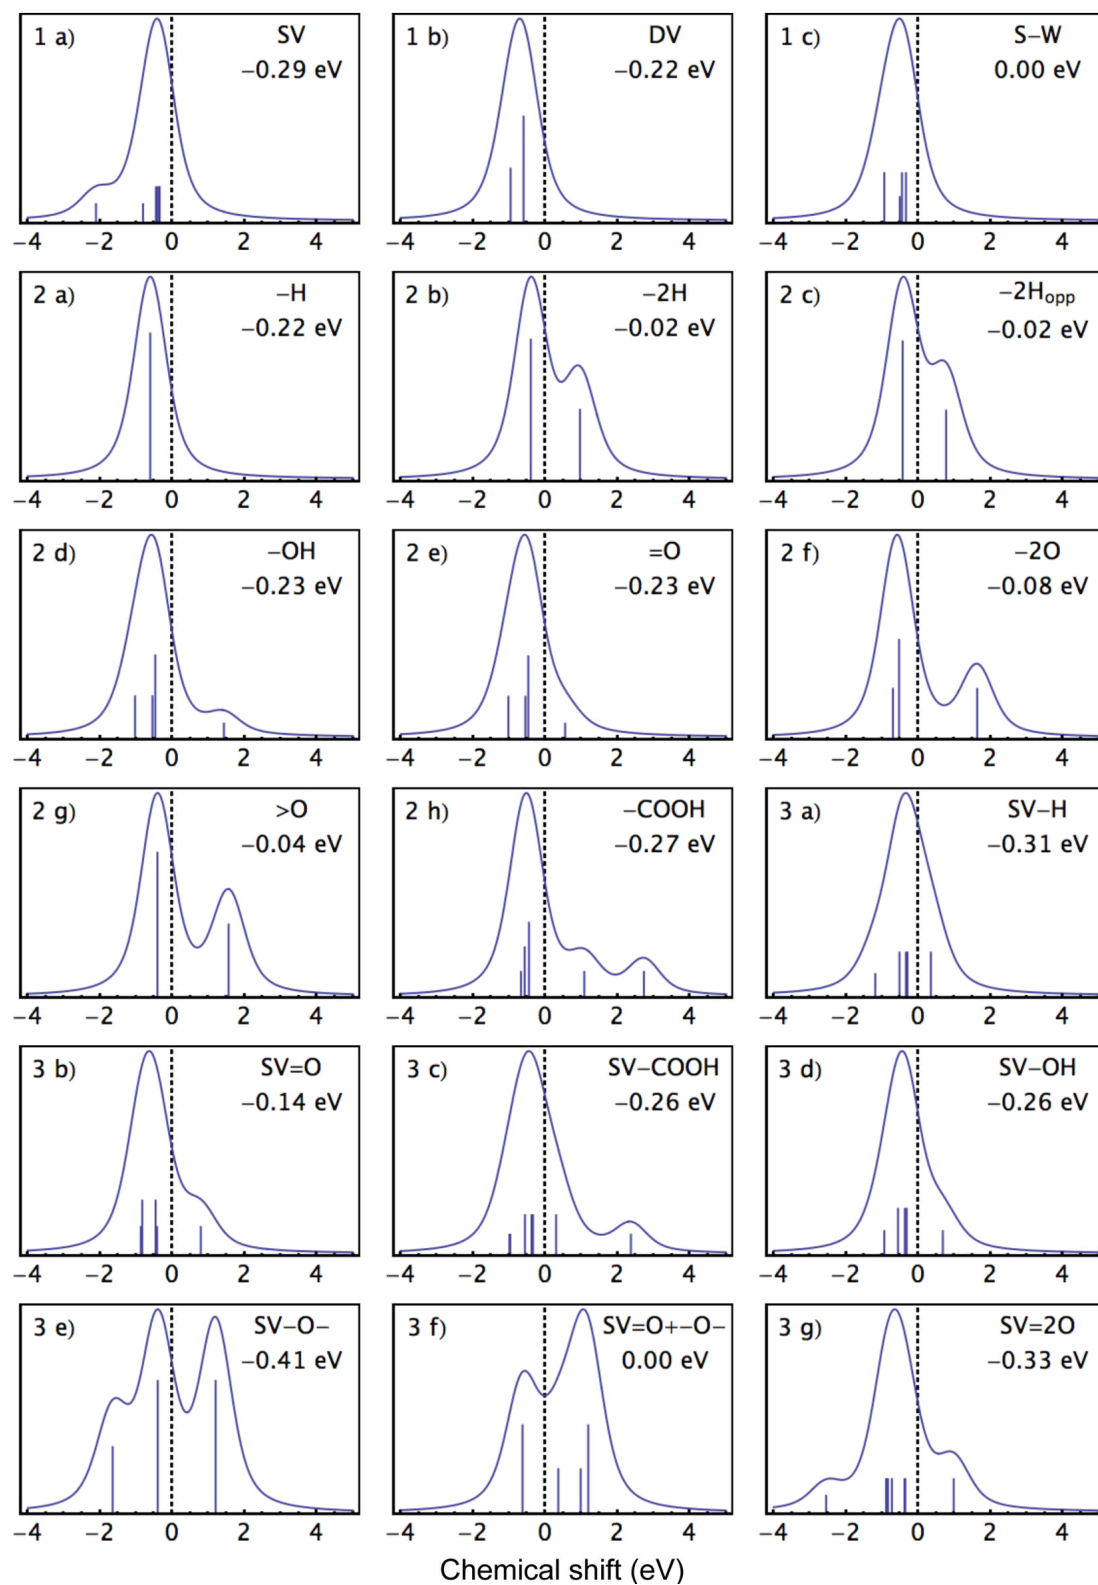 1 a) SV
−0.29 eV
1 b) DV
−0.22 eV
1 c) S−W
0.00 eV
−4 −2 0 2 4
−4 −2 0 2 4
−4 −2 0 2 4
2 a) −H
−0.22 eV
2 b) −2H
−0.02 eV
2 c) −2Hopp
−0.02 eV
−4 −2 0 2 4
−4 −2 0 2 4
−4 −2 0 2 4
2 d) −OH
−0.23 eV
2 e) =O
−0.23 eV
2 f) −2O
−0.08 eV
−4 −2 0 2 4
−4 −2 0 2 4
−4 −2 0 2 4
2 g) >O
−0.04 eV
2 h) −COOH
−0.27 eV
3 a) SV−H
−0.31 eV
−4 −2 0 2 4
−4 −2 0 2 4
−4 −2 0 2 4
3 b) SV=O
−0.14 eV
3 c) SV−COOH
−0.26 eV
3 d) SV−OH
−0.26 eV
−4 −2 0 2 4
−4 −2 0 2 4
−4 −2 0 2 4
3 e) SV−O−
−0.41 eV
3 f) SV=O+−O−
0.00 eV
3 g) SV=2O
−0.33 eV
−4 −2 0 2 4
−4 −2 0 2 4
−4 −2 0 2 4
Chemical shift (eV)